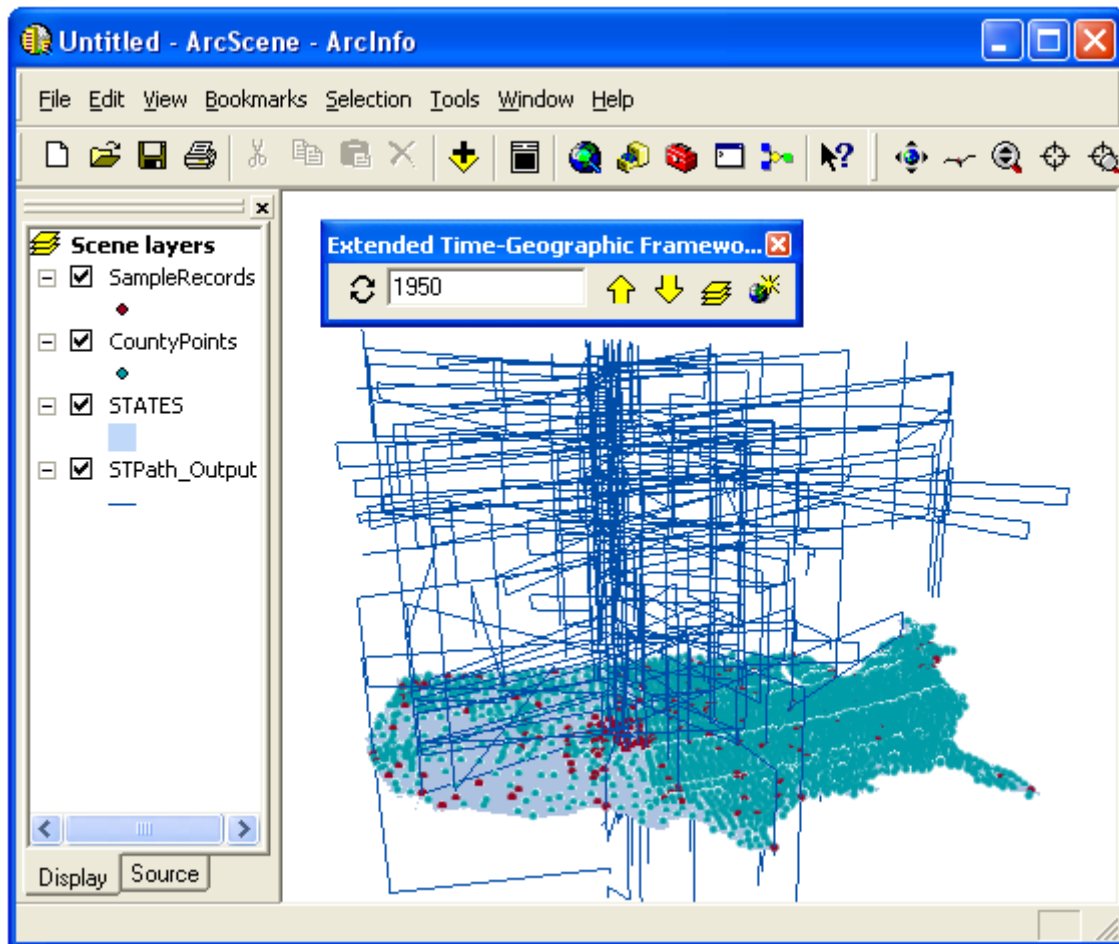 Untitled - ArcScene - ArcInfo
File Edit View Bookmarks Selection Tools Window Help
Scene layers
SampleRecords
CountyPoints
STATES
STPath_Output
Display Source
Extended Time-Geographic Framewo...
1950